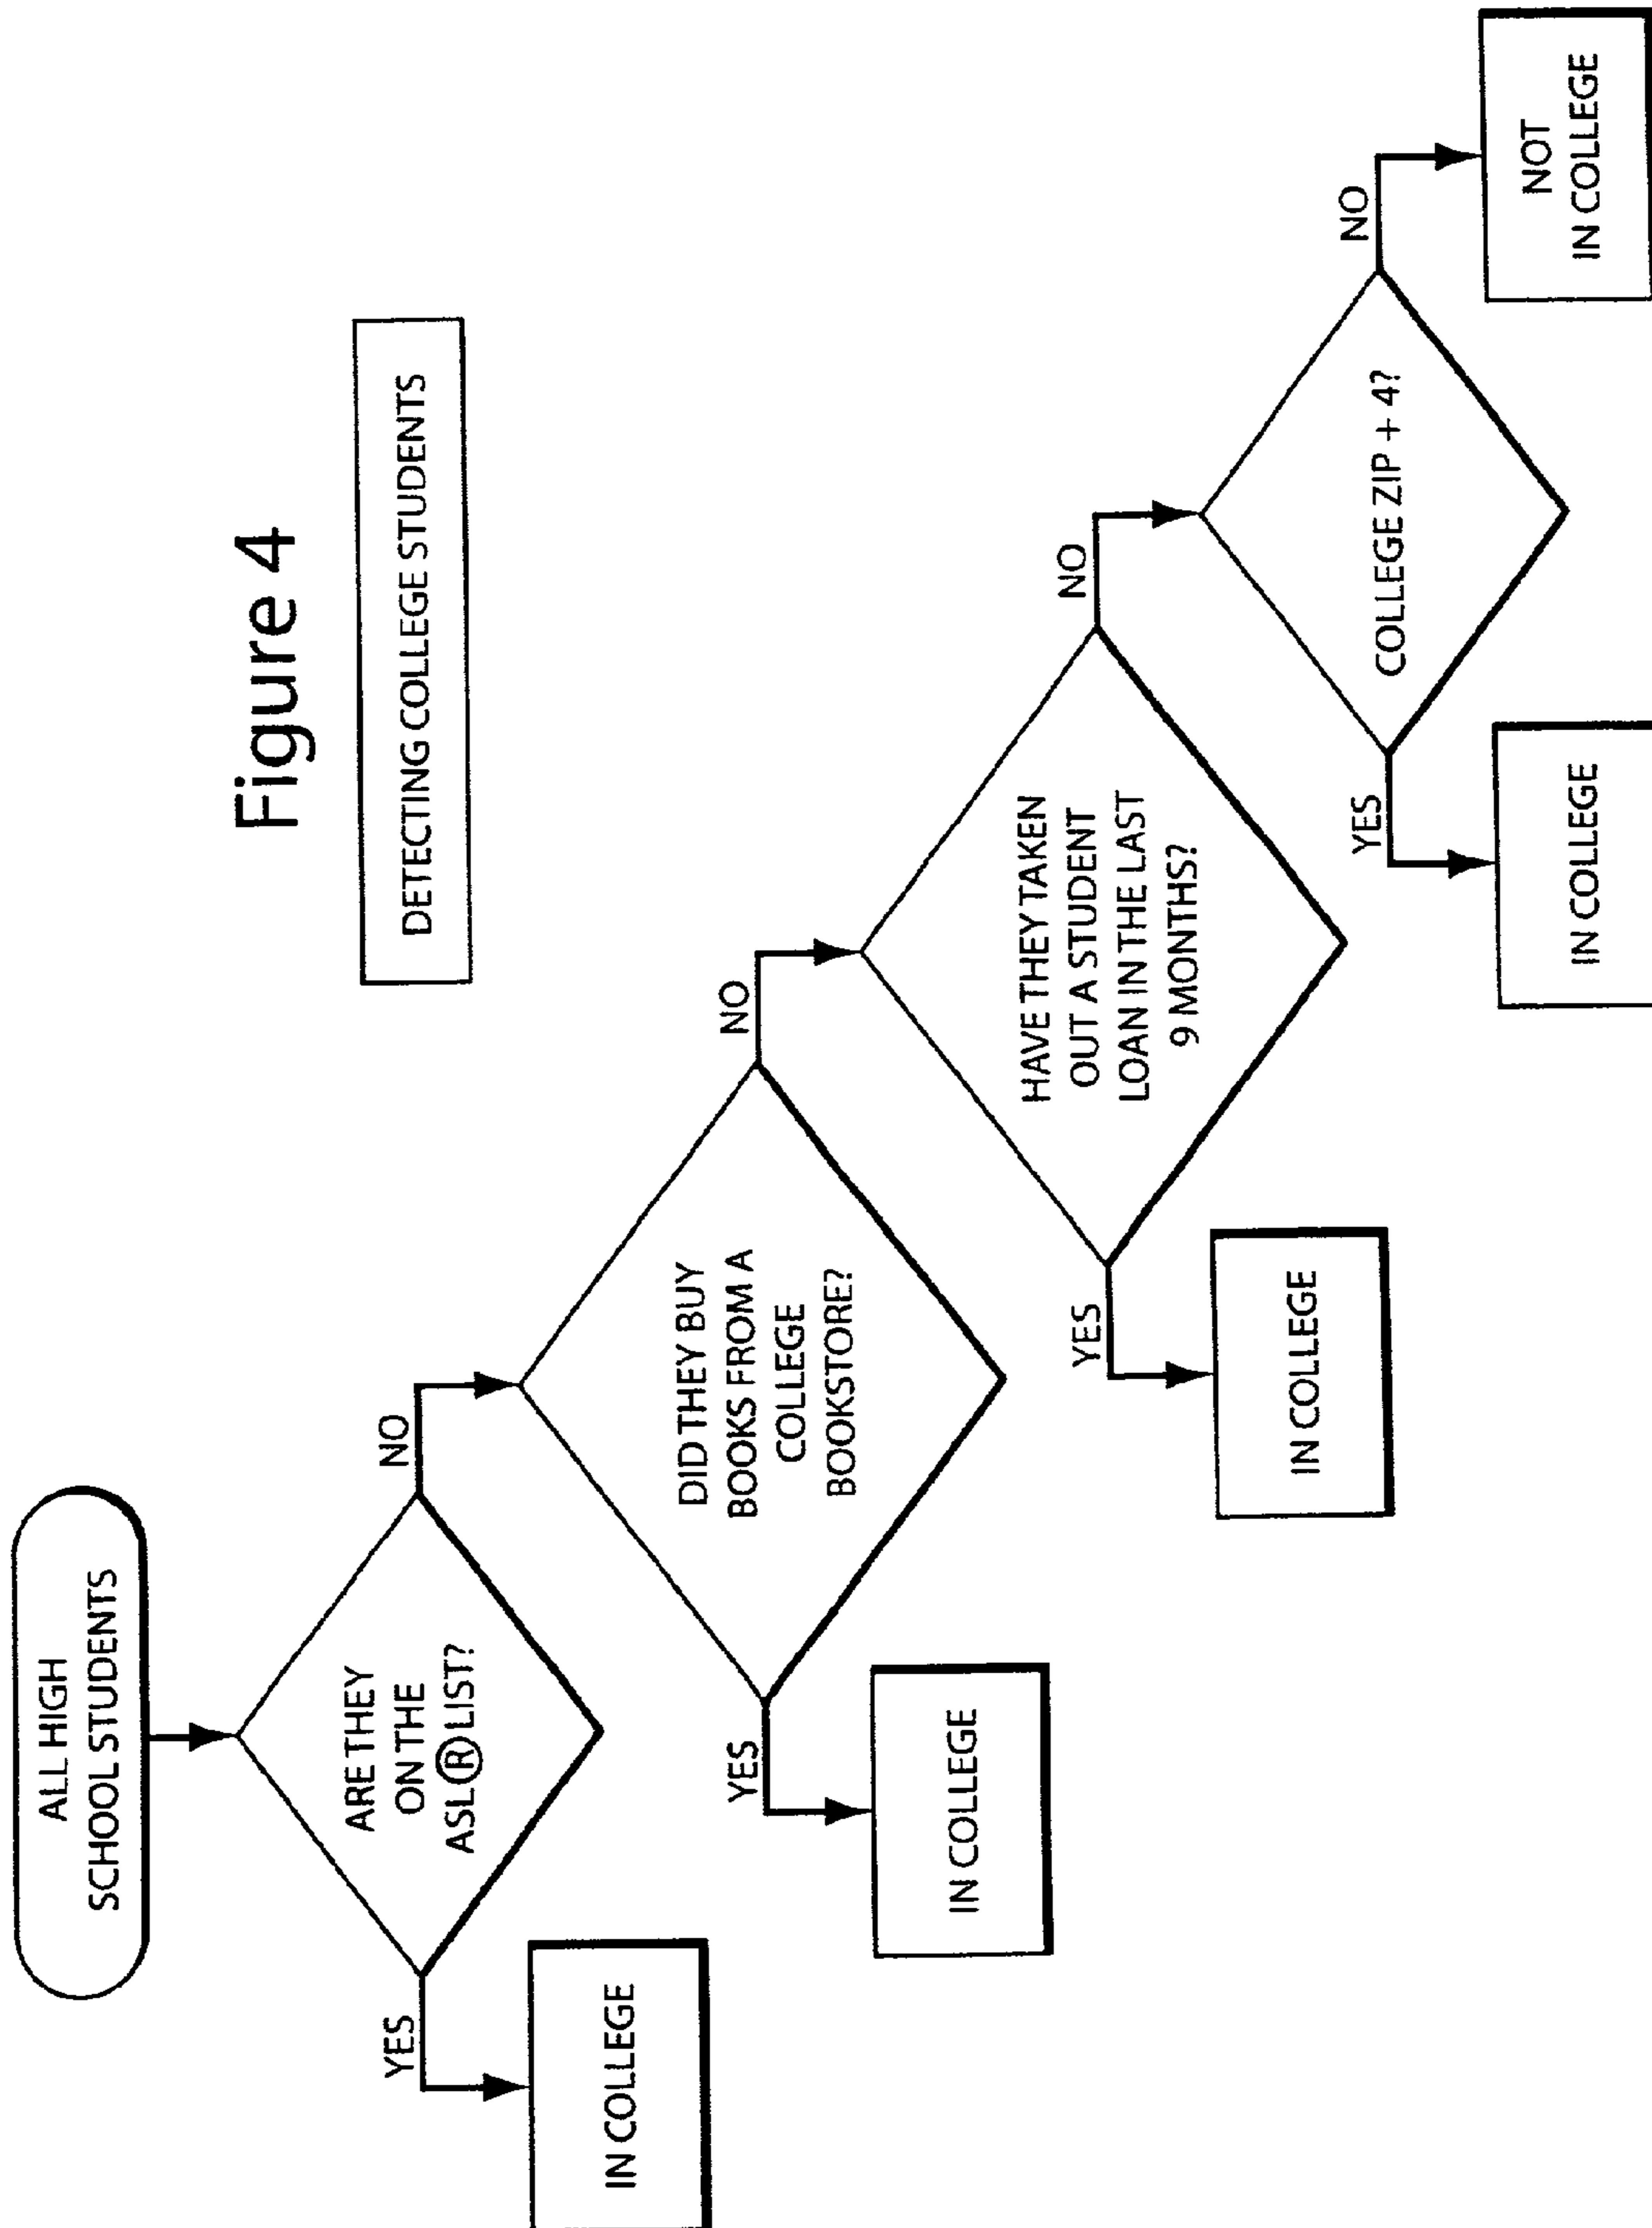 Figure 4
DETECTING COLLEGE STUDENTS
ALL HIGH
SCHOOL STUDENTS
ARE THEY
ON THE
ASL® LIST?
YES
NO
IN COLLEGE
DID THEY BUY
BOOKS FROM A
COLLEGE
BOOKSTORE?
YES
NO
IN COLLEGE
HAVE THEY TAKEN
OUT A STUDENT
LOAN IN THE LAST
9 MONTHS?
YES
NO
IN COLLEGE
COLLEGE ZIP + 4?
YES
NO
IN COLLEGE
NOT
IN COLLEGE